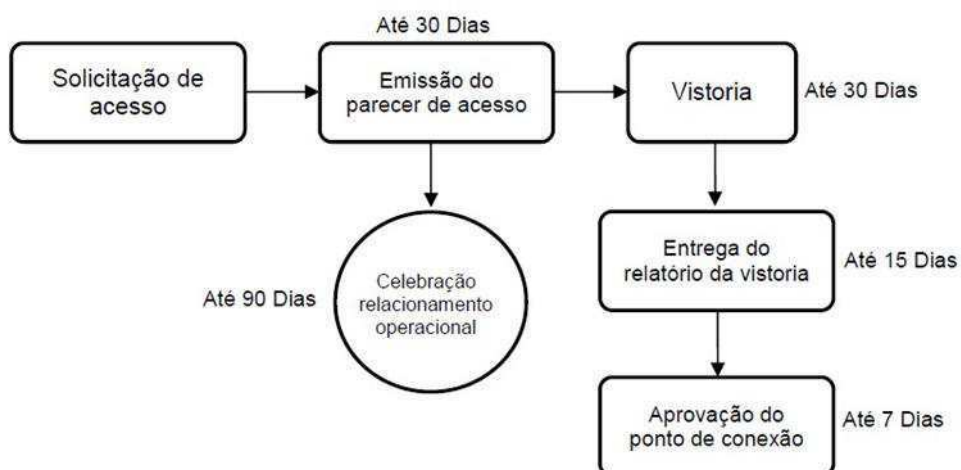 Até 30 Dias
Solicitação de
acesso
Emissão do
parecer de acesso
Vistoria
Até 30 Dias
Celebração
relacionamento
operacional
Até 90 Dias
Entrega do
relatório da vistoria
Até 15 Dias
Aprovação do
ponto de conexão
Até 7 Dias